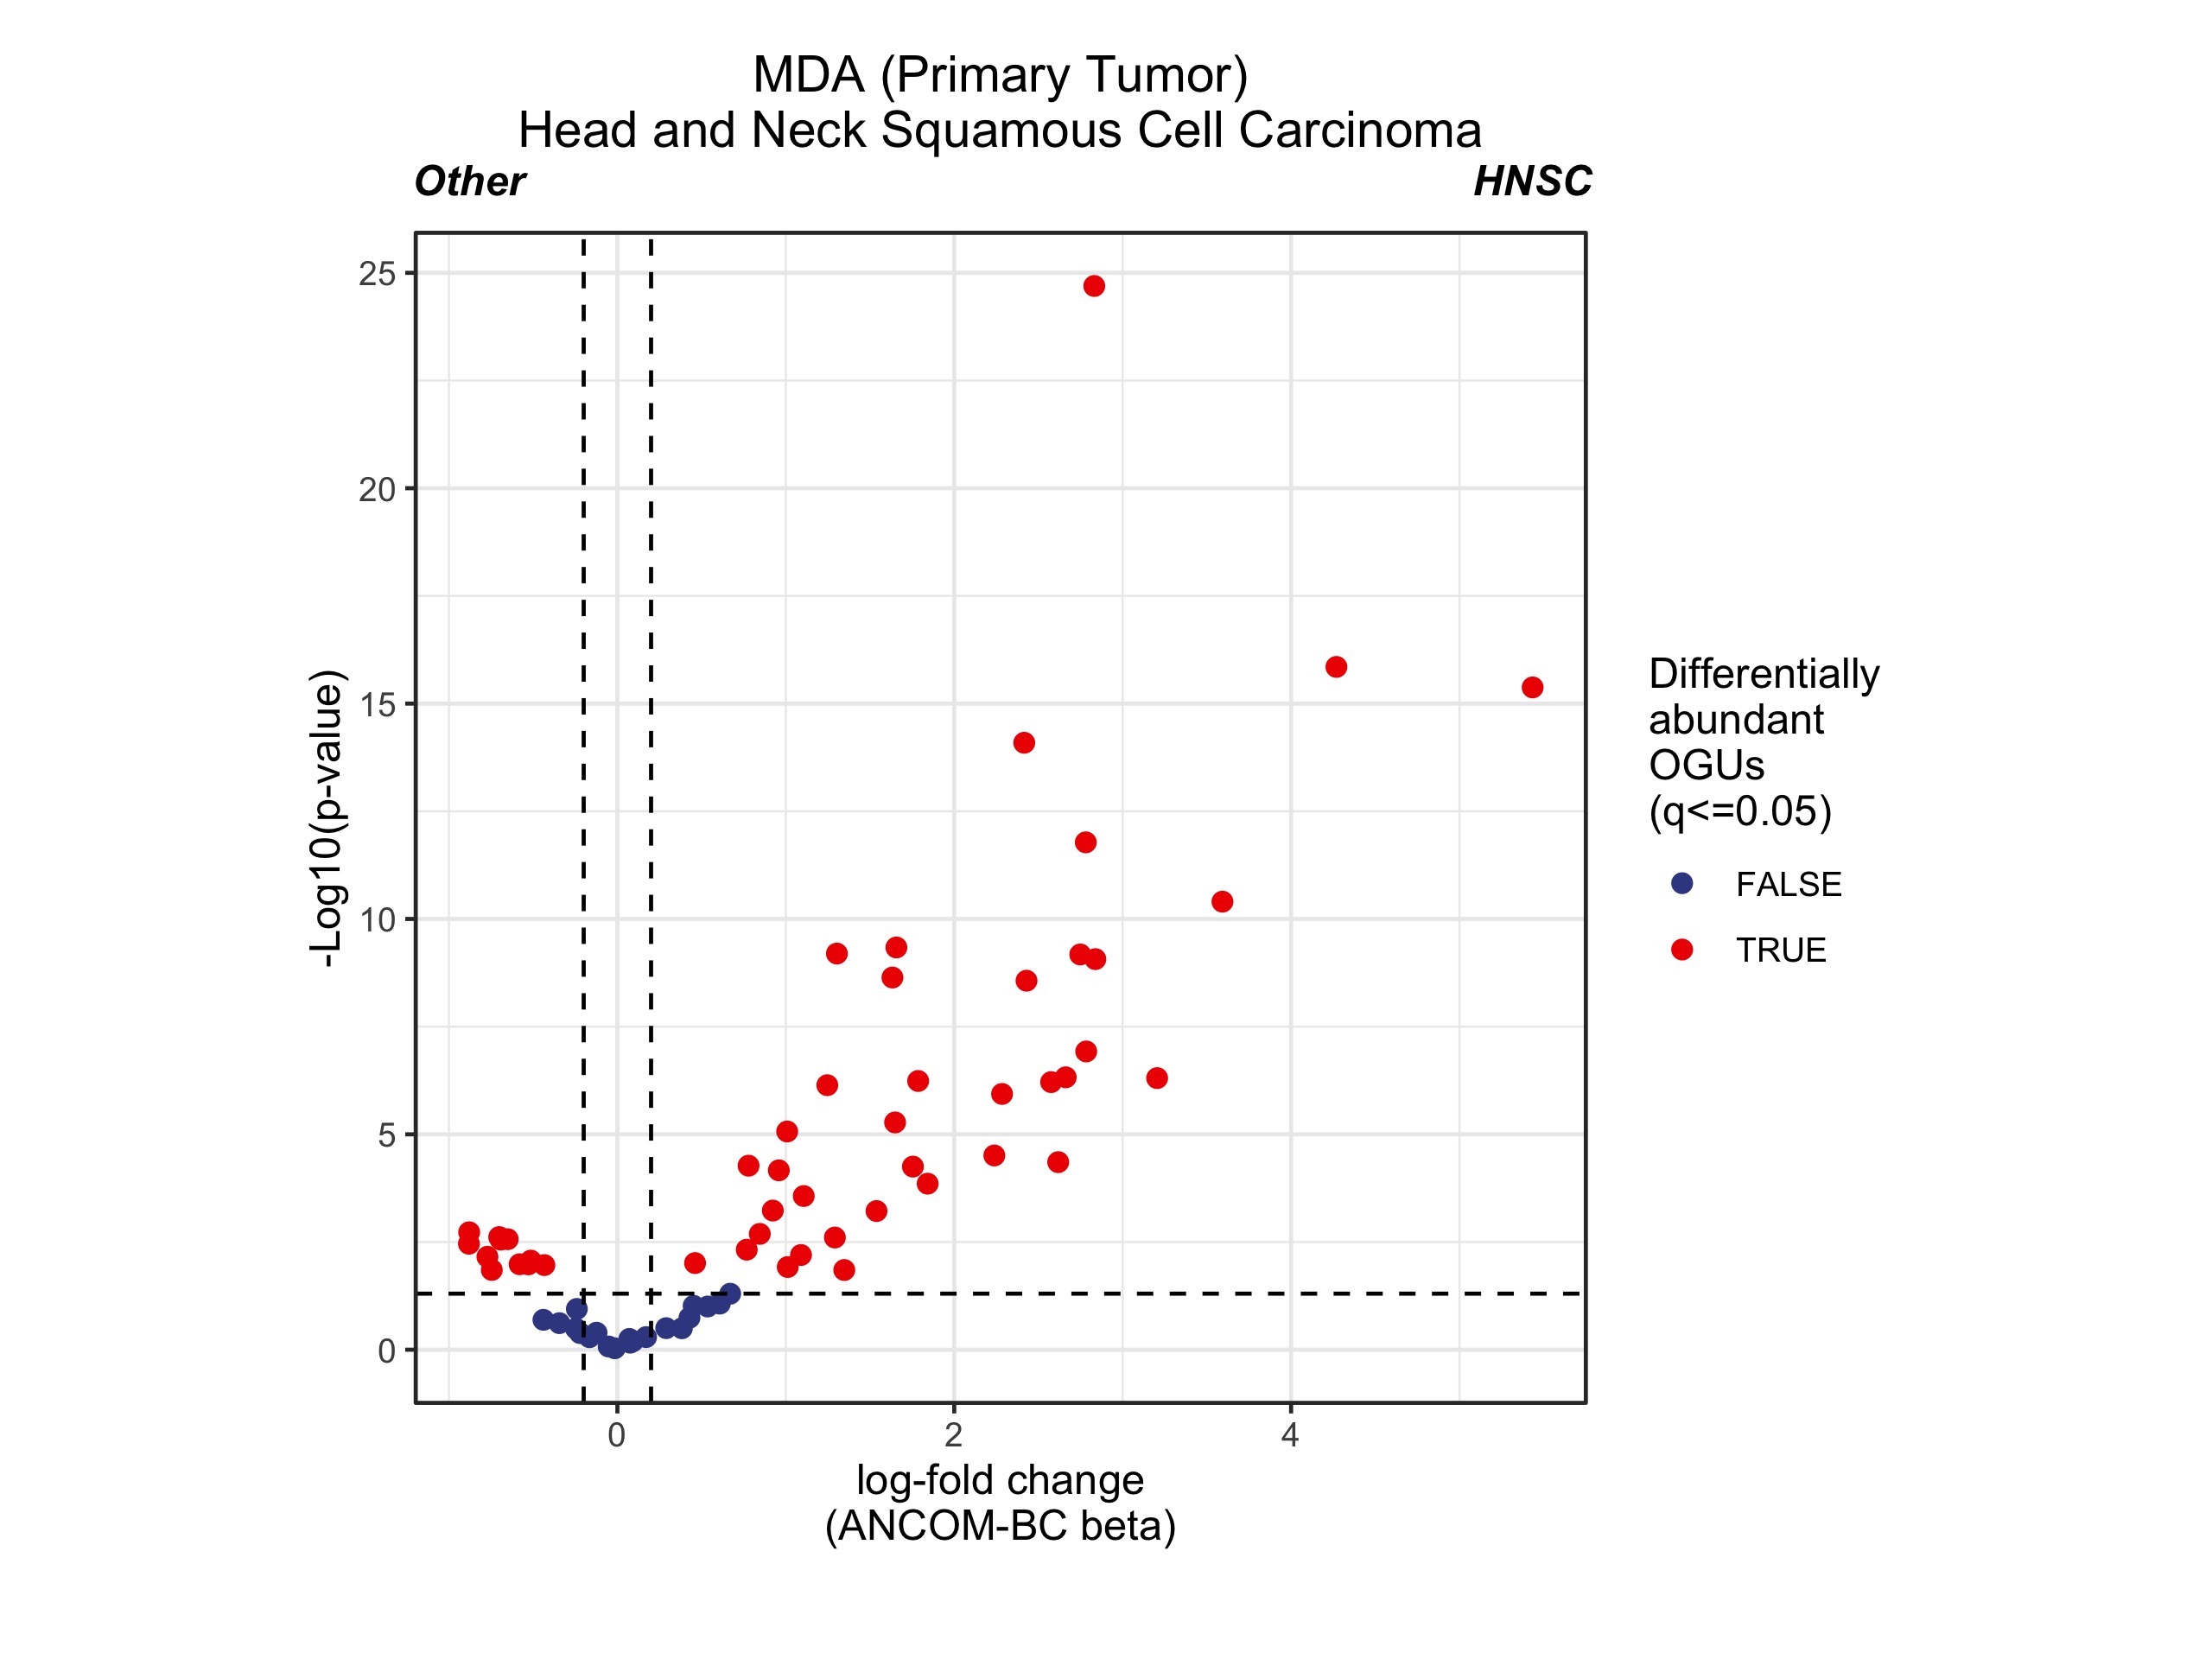 MDA (Primary Tumor)
Head and Neck Squamous Cell Carcinoma
Other HNSC
25
20
15
10
5
0
-Log10(p-value)
0 2 4
log-fold change
(ANCOM-BC beta)
Differentially
abundant
OGUs
(q<=0.05)
FALSE
TRUE